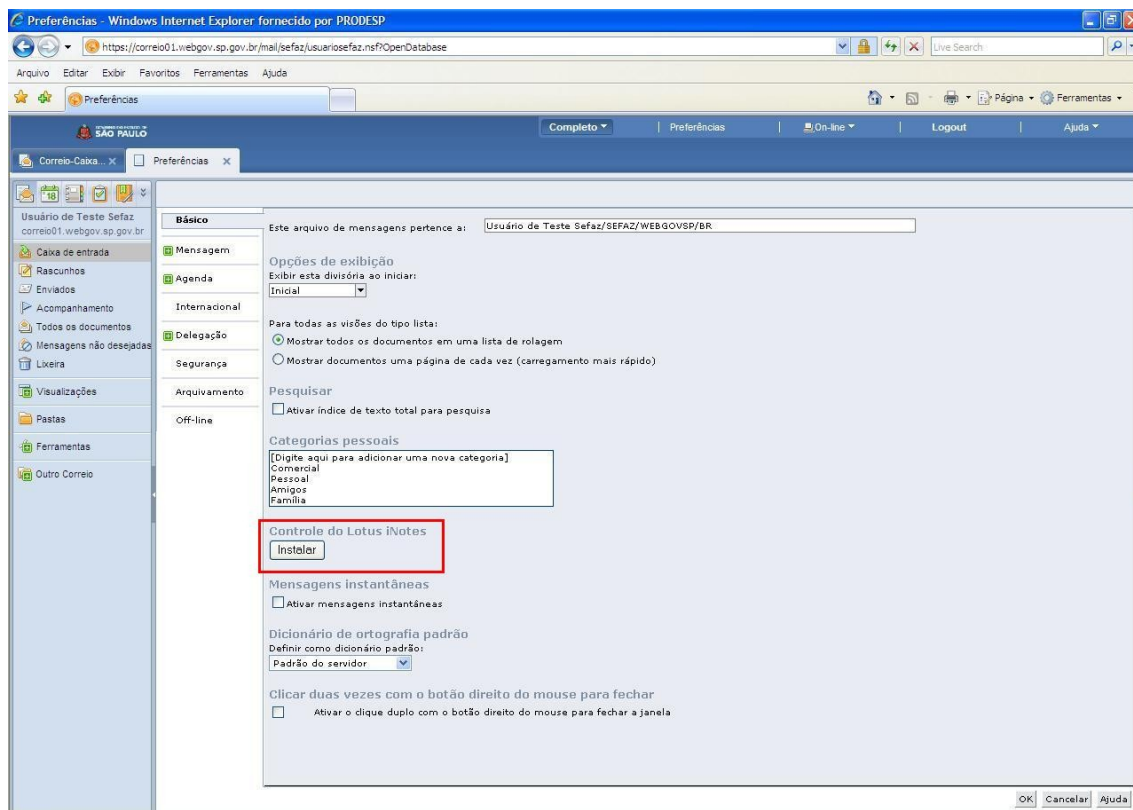 Preferências - Windows Internet Explorer fornecido por PRODESP
https://correio01.webgov.sp.gov.br/mail/sefaz/usuariosefaz.nsf?OpenDatabase
Live Search
Arquivo Editar Exibir Favoritos Ferramentas Ajuda
Preferências
Página
Ferramentas
SÃO PAULO
Completo
Preferências
On-line
Logout
Ajuda
Correio-Caixa...
Preferências
18
Usuário de Teste Sefaz
correio01.webgov.sp.gov.br
Caixa de entrada
Rascunhos
Enviados
Acompanhamento
Todos os documentos
Mensagens não desejadas
Lixeira
Visualizações
Pastas
Ferramentas
Outro Correio
Básico
Mensagem
Agenda
Internacional
Delegação
Segurança
Arquivamento
Off-line
Este arquivo de mensagens pertence a: Usuário de Teste Sefaz/SEFAZ/WEBGOVSP/BR
Opções de exibição
Exibir esta divisória ao iniciar:
Inicial
Para todas as visões do tipo lista:
Mostrar todos os documentos em uma lista de rolagem
Mostrar documentos uma página de cada vez (carregamento mais rápido)
Pesquisar
Ativar índice de texto total para pesquisa
Categorias pessoais
[Digite aqui para adicionar uma nova categoria]
Comercial
Pessoal
Amigos
Família
Controle do Lotus iNotes
Instalar
Mensagens instantâneas
Ativar mensagens instantâneas
Dicionário de ortografia padrão
Definir como dicionário padrão:
Padrão do servidor
Clicar duas vezes com o botão direito do mouse para fechar
Ativar o clique duplo com o botão direito do mouse para fechar a janela
OK Cancelar Ajuda